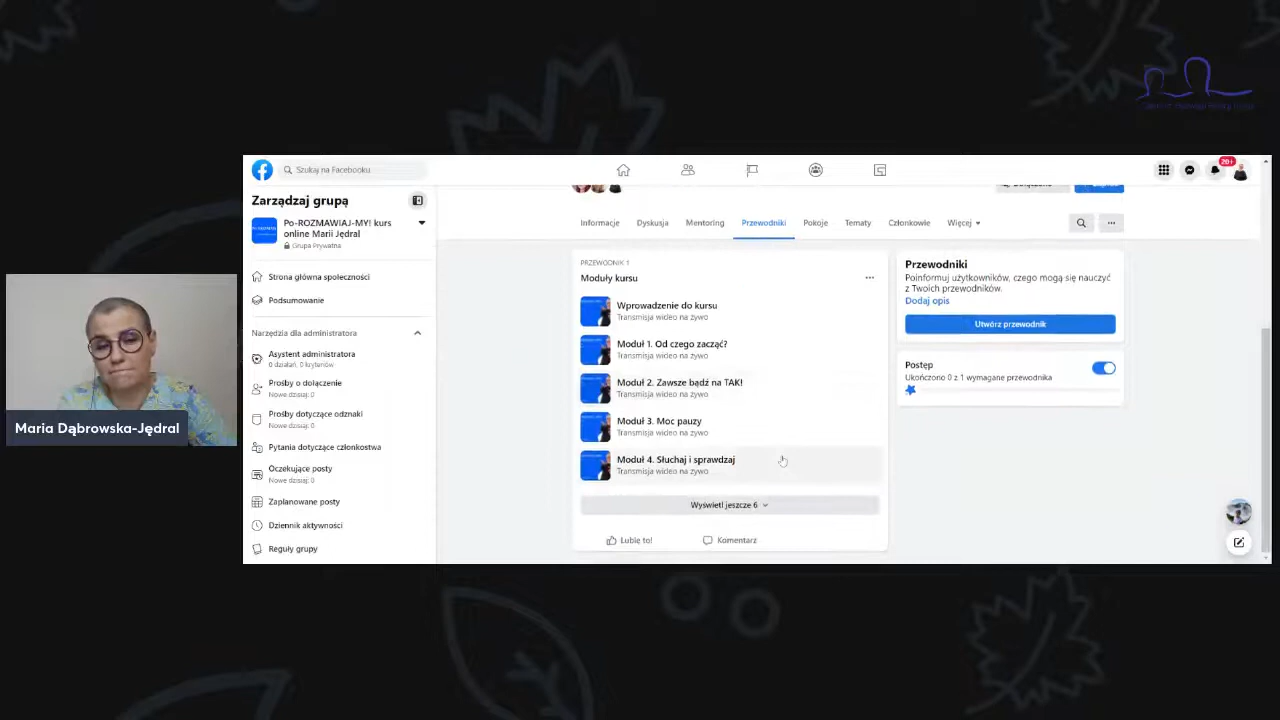 Szukaj na Facebooku
20+
Zarządzaj grupą
Po-ROZMAWIAJ-MY! kurs
online Marii Jędral
Grupa Prywatna
Strona główna społeczności
Podsumowanie
Narzędzia dla administratora
Asystent administratora
0 działań, 0 kryteriów
Prośby o dołączenie
Nowe dzisiaj: 0
Prośby dotyczące odznaki
Nowe dzisiaj: 0
Pytania dotyczące członkostwa
Oczekujące posty
Nowe dzisiaj: 0
Zaplanowane posty
Dziennik aktywności
Reguły grupy
Informacje
Dyskusja
Mentoring
Przewodniki
Pokoje
Tematy
Członkowie
Więcej
PRZEWODNIK 1
Moduły kursu
Wprowadzenie do kursu
Transmisja wideo na żywo
Moduł 1. Od czego zacząć?
Transmisja wideo na żywo
Moduł 2. Zawsze bądź na TAK!
Transmisja wideo na żywo
Moduł 3. Moc pauzy
Transmisja wideo na żywo
Moduł 4. Słuchaj i sprawdzaj
Transmisja wideo na żywo
Wyświetl jeszcze 6
Lubię to!
Komentarz
Przewodniki
Poinformuj użytkowników, czego mogą się nauczyć
z Twoich przewodników.
Dodaj opis
Utwórz przewodnik
Postęp
Ukończono 0 z 1 wymagane przewodnika
Maria Dąbrowska-Jędral